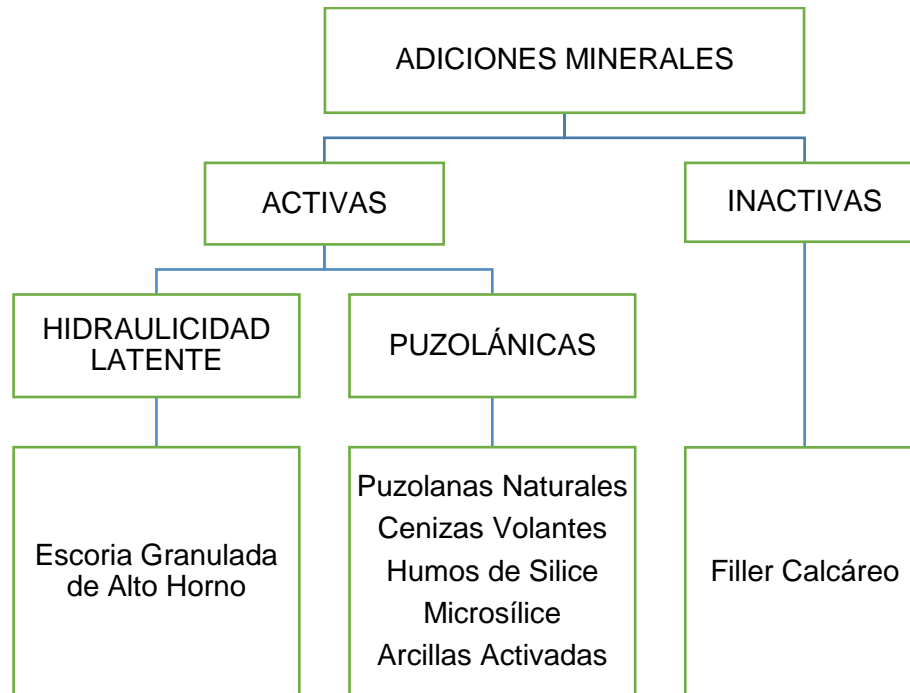 ADICIONES MINERALES
ACTIVAS
INACTIVAS
HIDRAULICIDAD
LATENTE
PUZOLÁNICAS
Escoria Granulada
de Alto Horno
Puzolanas Naturales
Cenizas Volantes
Humos de Silice
Microsílice
Arcillas Activadas
Filler Calcáreo